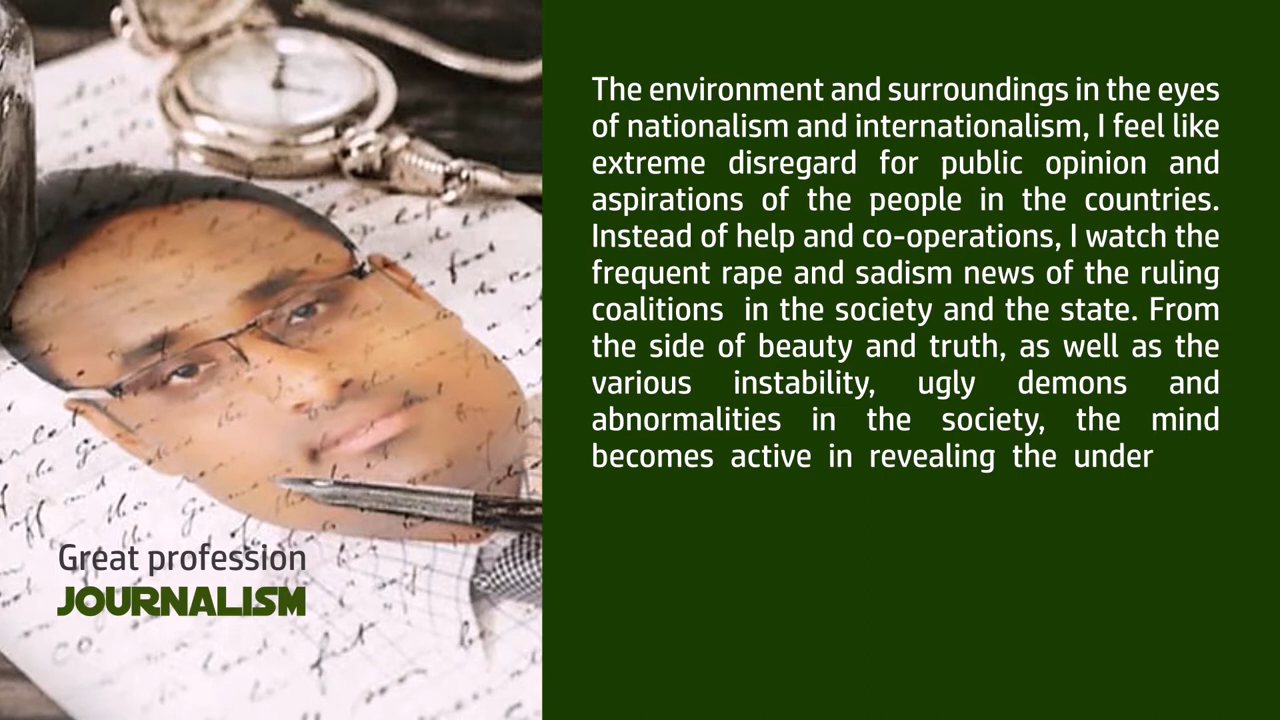 Great profession
JOURNALISM
The environment and surroundings in the eyes
of nationalism and internationalism, I feel like
extreme disregard for public opinion and
aspirations of the people in the countries.
Instead of help and co-operations, I watch the
frequent rape and sadism news of the ruling
coalitions in the society and the state. From
the side of beauty and truth, as well as the
various instability, ugly demons and
abnormalities in the society, the mind
becomes active in revealing the under